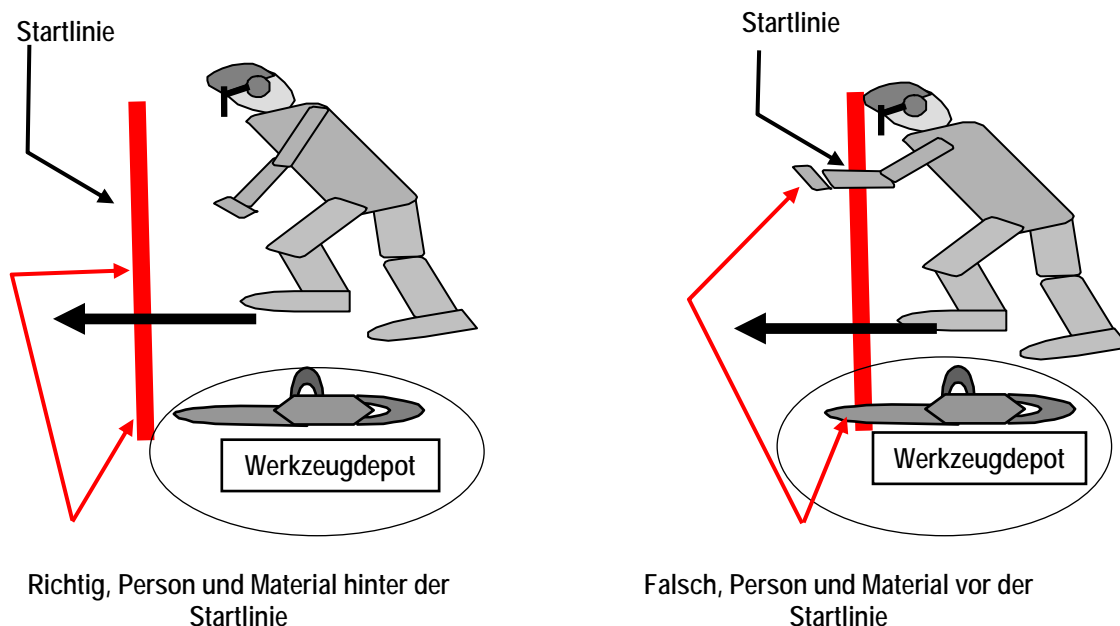 Startlinie
Werkzeugdepot
Richtig, Person und Material hinter der
Startlinie
Startlinie
Werkzeugdepot
Falsch, Person und Material vor der
Startlinie